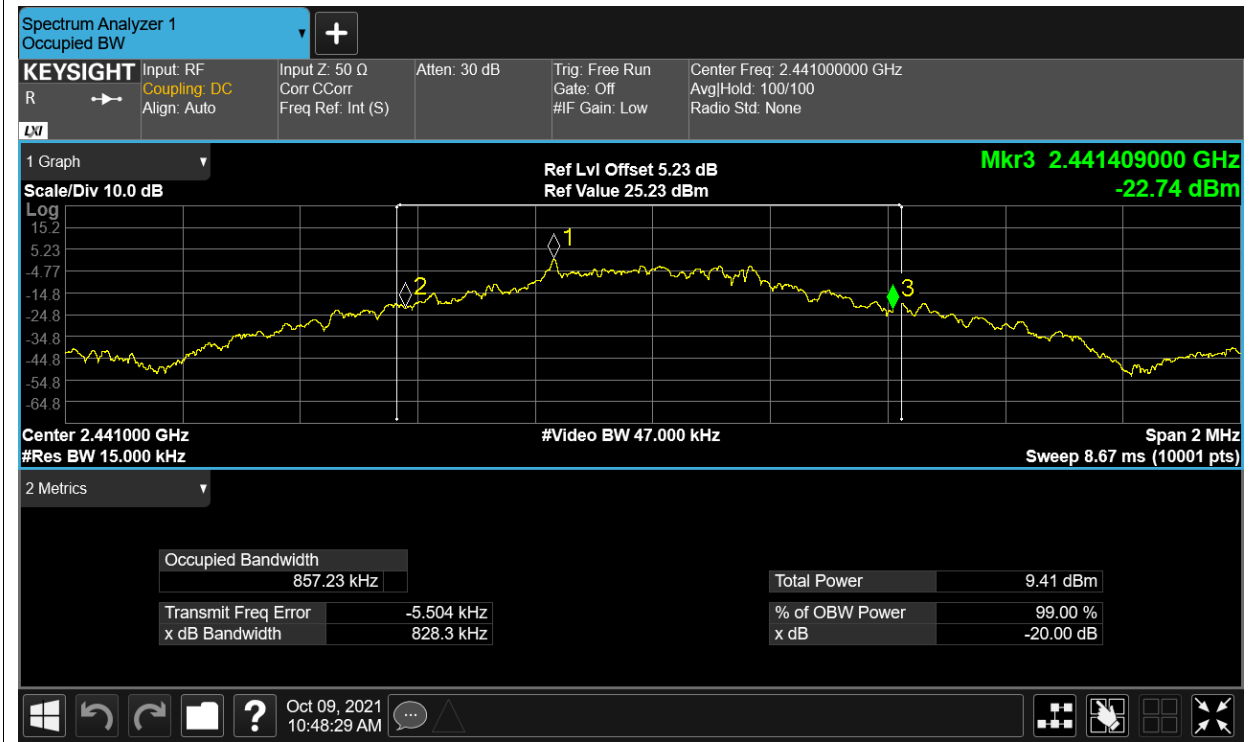 Spectrum Analyzer 1
Occupied BW
KEYSIGHT
R
LXI
Input: RF
Coupling: DC
Align: Auto
Input Z: 50 Ω
Corr CCorr
Freq Ref: Int (S)
Atten: 30 dB
Trig: Free Run
Gate: Off
#IF Gain: Low
Center Freq: 2.441000000 GHz
Avg|Hold: 100/100
Radio Std: None
1 Graph
Scale/Div 10.0 dB
Ref Lvl Offset 5.23 dB
Ref Value 25.23 dBm
Mkr3 2.441409000 GHz
-22.74 dBm
Log
15.2
5.23
-4.77
-14.8
-24.8
-34.8
-44.8
-54.8
-64.8
1
2
3
Center 2.441000 GHz
#Video BW 47.000 kHz
Span 2 MHz
#Res BW 15.000 kHz
Sweep 8.67 ms (10001 pts)
2 Metrics
Occupied Bandwidth
857.23 kHz
Total Power 9.41 dBm
Transmit Freq Error -5.504 kHz
% of OBW Power 99.00 %
x dB Bandwidth 828.3 kHz
x dB -20.00 dB
?
Oct 09, 2021
10:48:29 AM